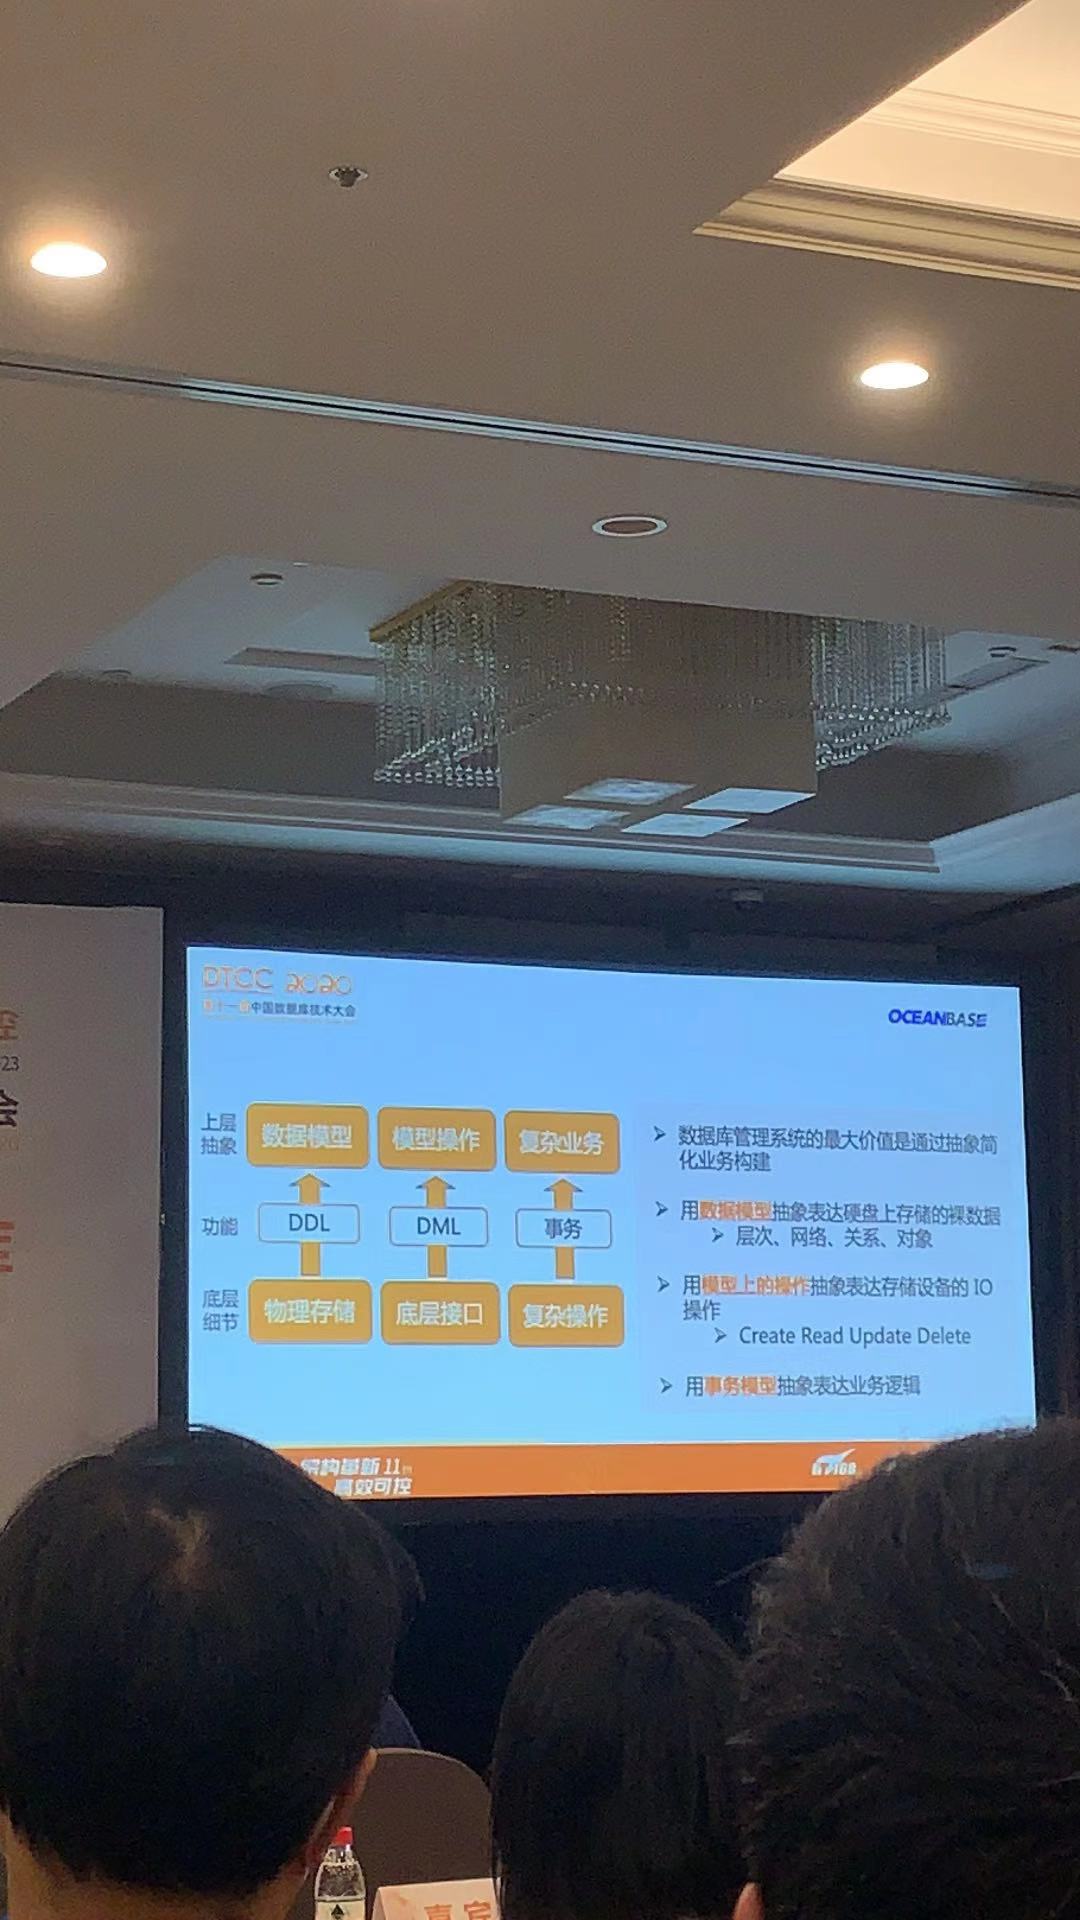 DTCC 2020
第十一届中国数据库技术大会
OCEANBASE
上层
抽象
数据模型
模型操作
复杂业务
功能
DDL
DML
事务
底层
细节
物理存储
底层接口
复杂操作
➢ 数据库管理系统的最大价值是通过抽象简
化业务构建
➢ 用数据模型抽象表达硬盘上存储的裸数据
➢ 层次、网络、关系、对象
➢ 用模型上的操作抽象表达存储设备的 IO
操作
➢ Create Read Update Delete
➢ 用事务模型抽象表达业务逻辑
架构革新 11
高效可控
23
会
嘉宾